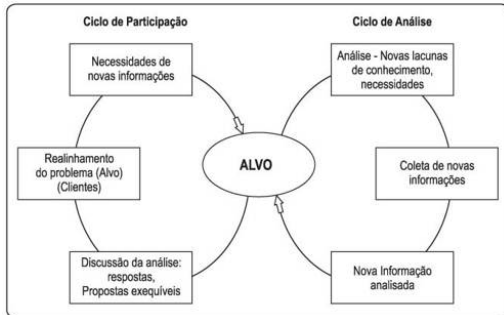 Ciclo de Participação
Ciclo de Análise
Necessidades de
novas informações
Análise - Novas lacunas
de conhecimento,
necessidades
Realinhamento
do problema (Alvo)
(Clientes)
ALVO
Coleta de novas
informações
Discussão da análise:
respostas,
Propostas exequíveis
Nova Informação
analisada